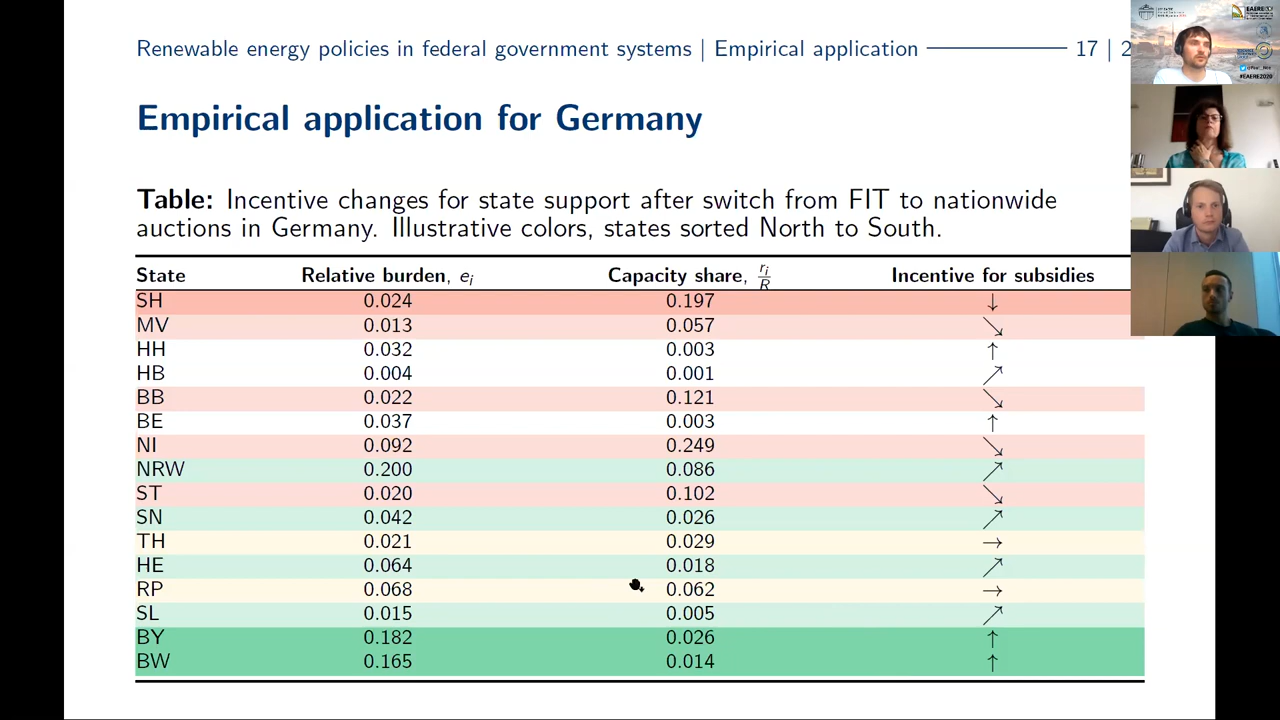 Renewable energy policies in federal government systems | Empirical application 17 | 2
Empirical application for Germany
Table: Incentive changes for state support after switch from FIT to nationwide
auctions in Germany. Illustrative colors, states sorted North to South.
State Relative burden, e_i Capacity share, r_i/R Incentive for subsidies
SH 0.024 0.197 ↓
MV 0.013 0.057 ↘
HH 0.032 0.003 ↑
HB 0.004 0.001 ↗
BB 0.022 0.121 ↘
BE 0.037 0.003 ↑
NI 0.092 0.249 ↘
NRW 0.200 0.086 ↗
ST 0.020 0.102 ↘
SN 0.042 0.026 ↗
TH 0.021 0.029 →
HE 0.064 0.018 ↗
RP 0.068 0.062 →
SL 0.015 0.005 ↗
BY 0.182 0.026 ↑
BW 0.165 0.014 ↑
#EAERE2020